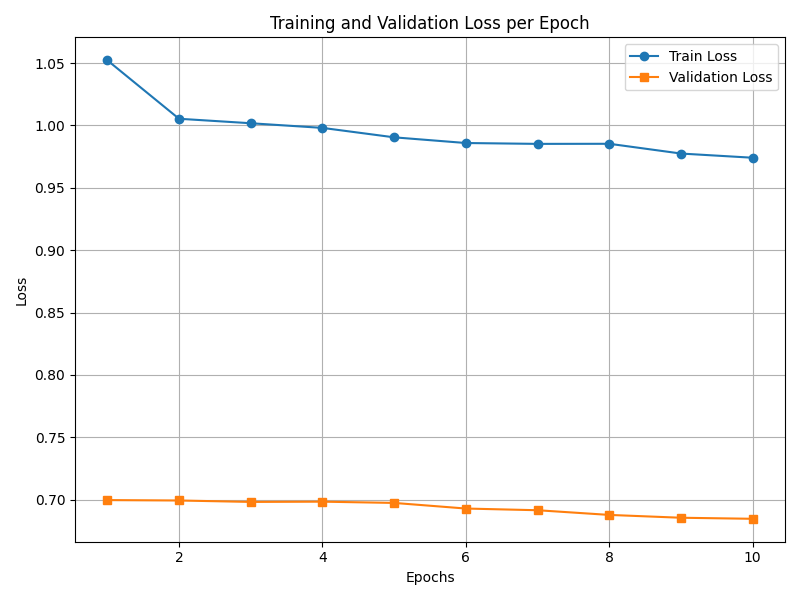 Training and Validation Loss per Epoch
Train Loss
Validation Loss
1.05
1.00
0.95
0.90
0.85
0.80
0.75
0.70
Loss
2 4 6 8 10
Epochs